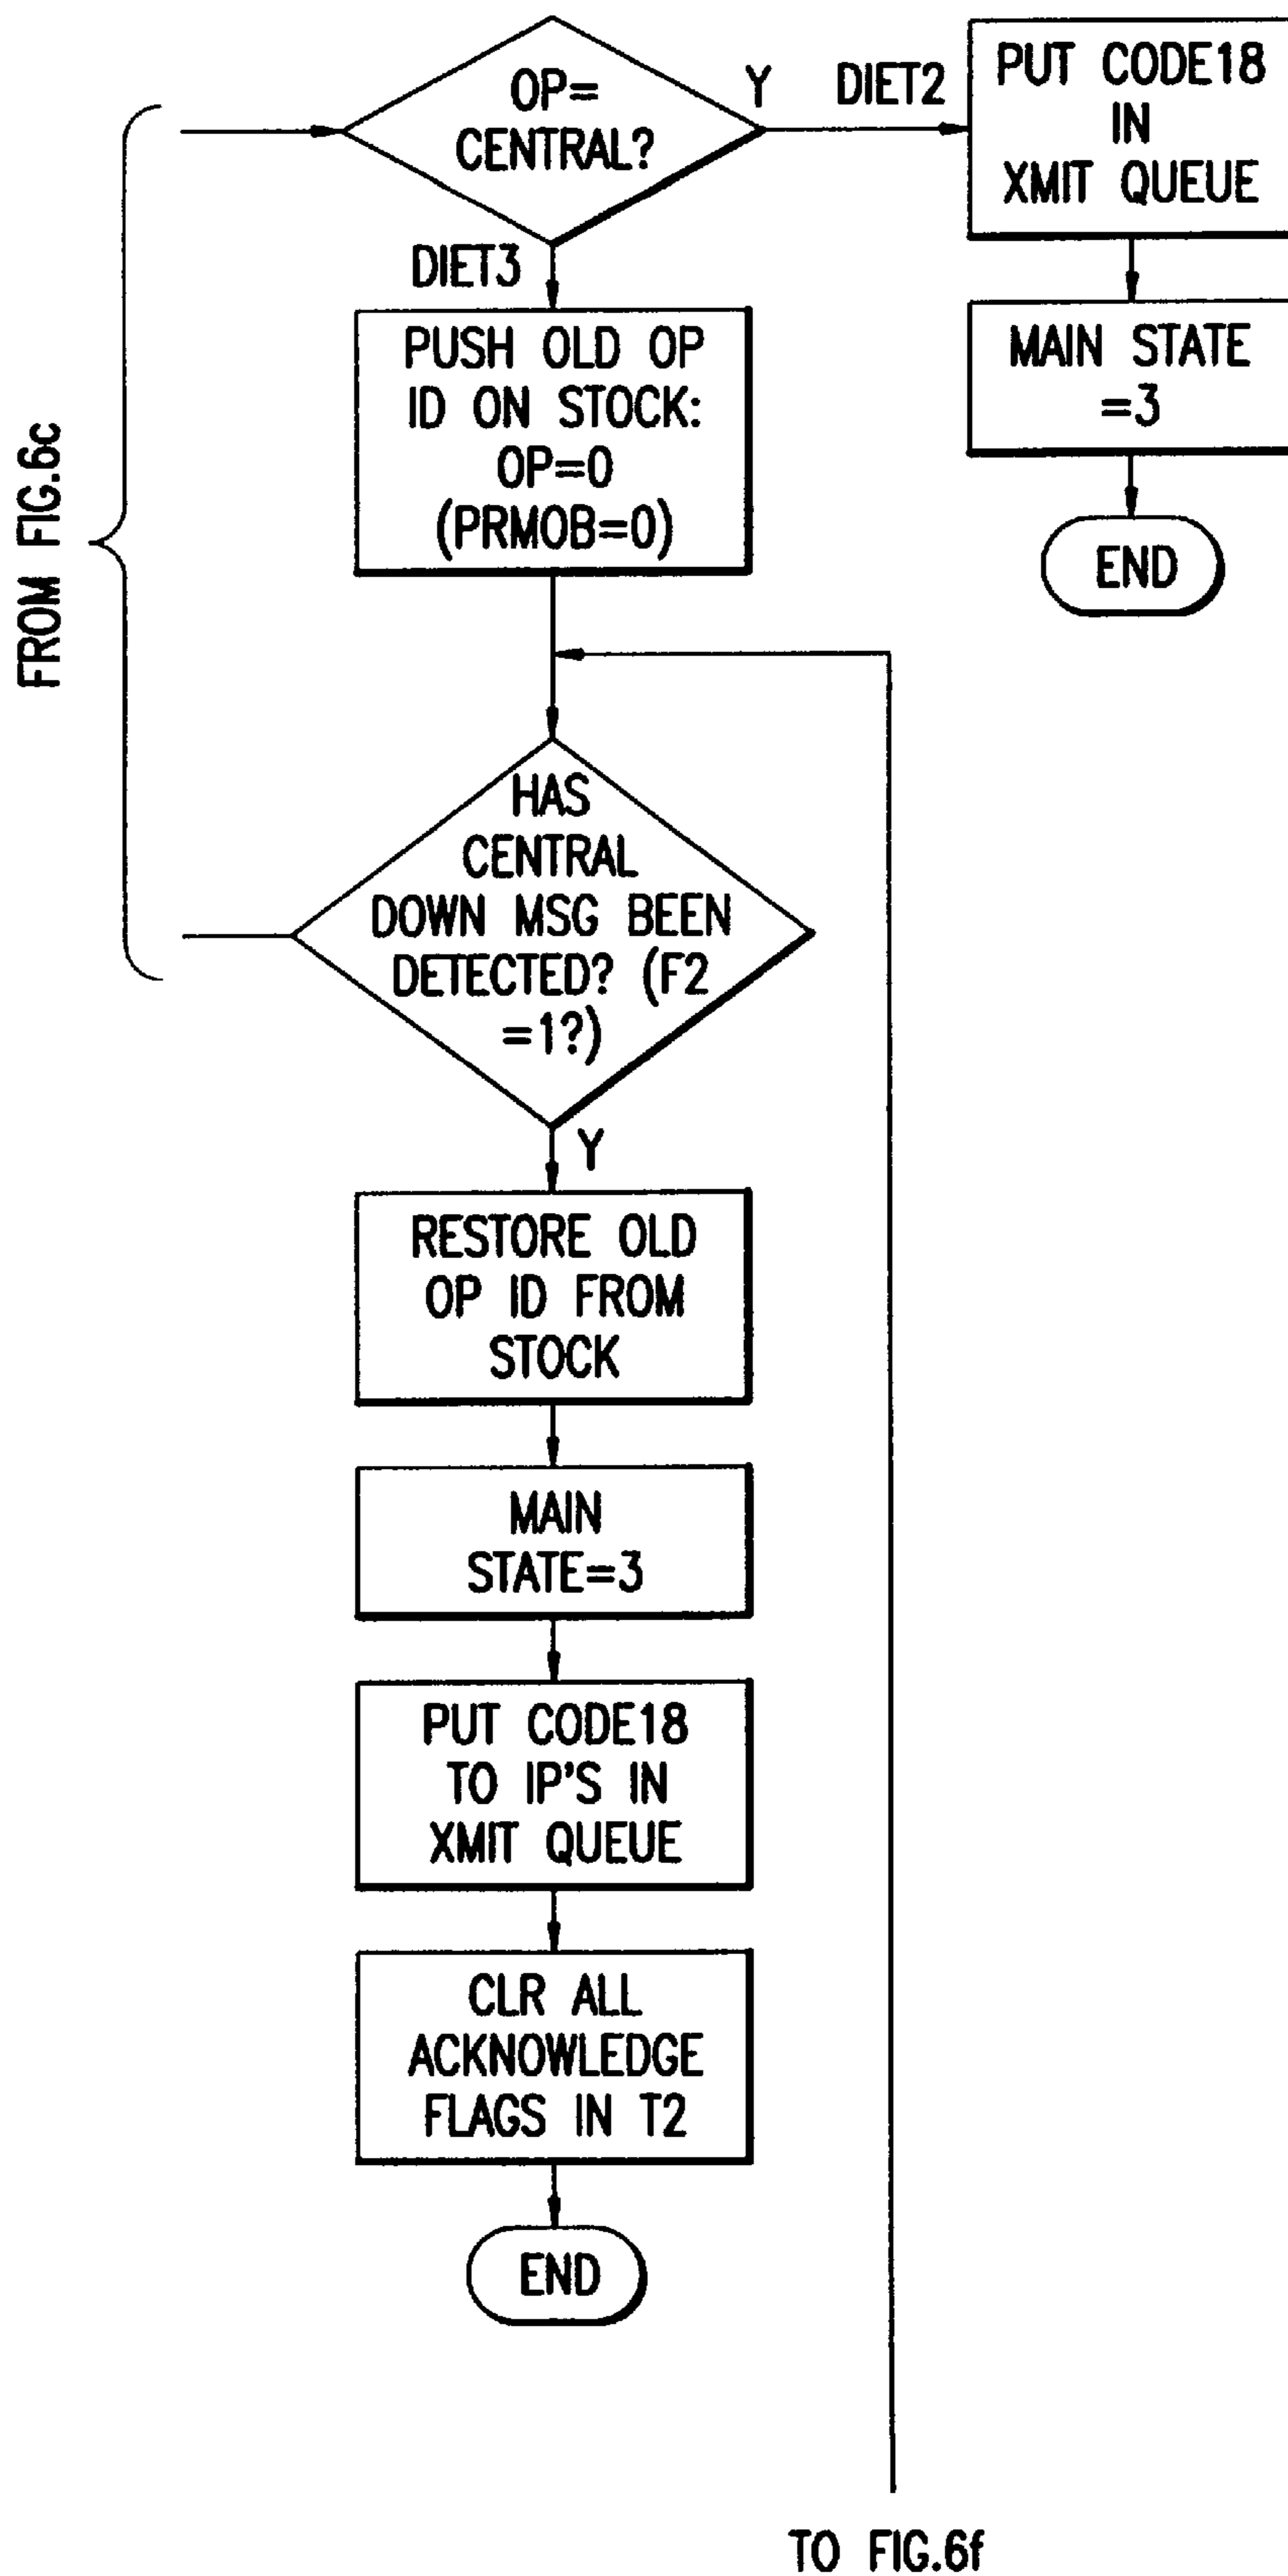 OP=
CENTRAL?
Y
DIET2
PUT CODE18
IN
XMIT QUEUE
MAIN STATE
=3
END
DIET3
PUSH OLD OP
ID ON STOCK:
OP=0
(PRMOB=0)
FROM FIG.6c
HAS
CENTRAL
DOWN MSG BEEN
DETECTED? (F2
=1?)
Y
RESTORE OLD
OP ID FROM
STOCK
MAIN
STATE=3
PUT CODE18
TO IP'S IN
XMIT QUEUE
CLR ALL
ACKNOWLEDGE
FLAGS IN T2
END
TO FIG.6f